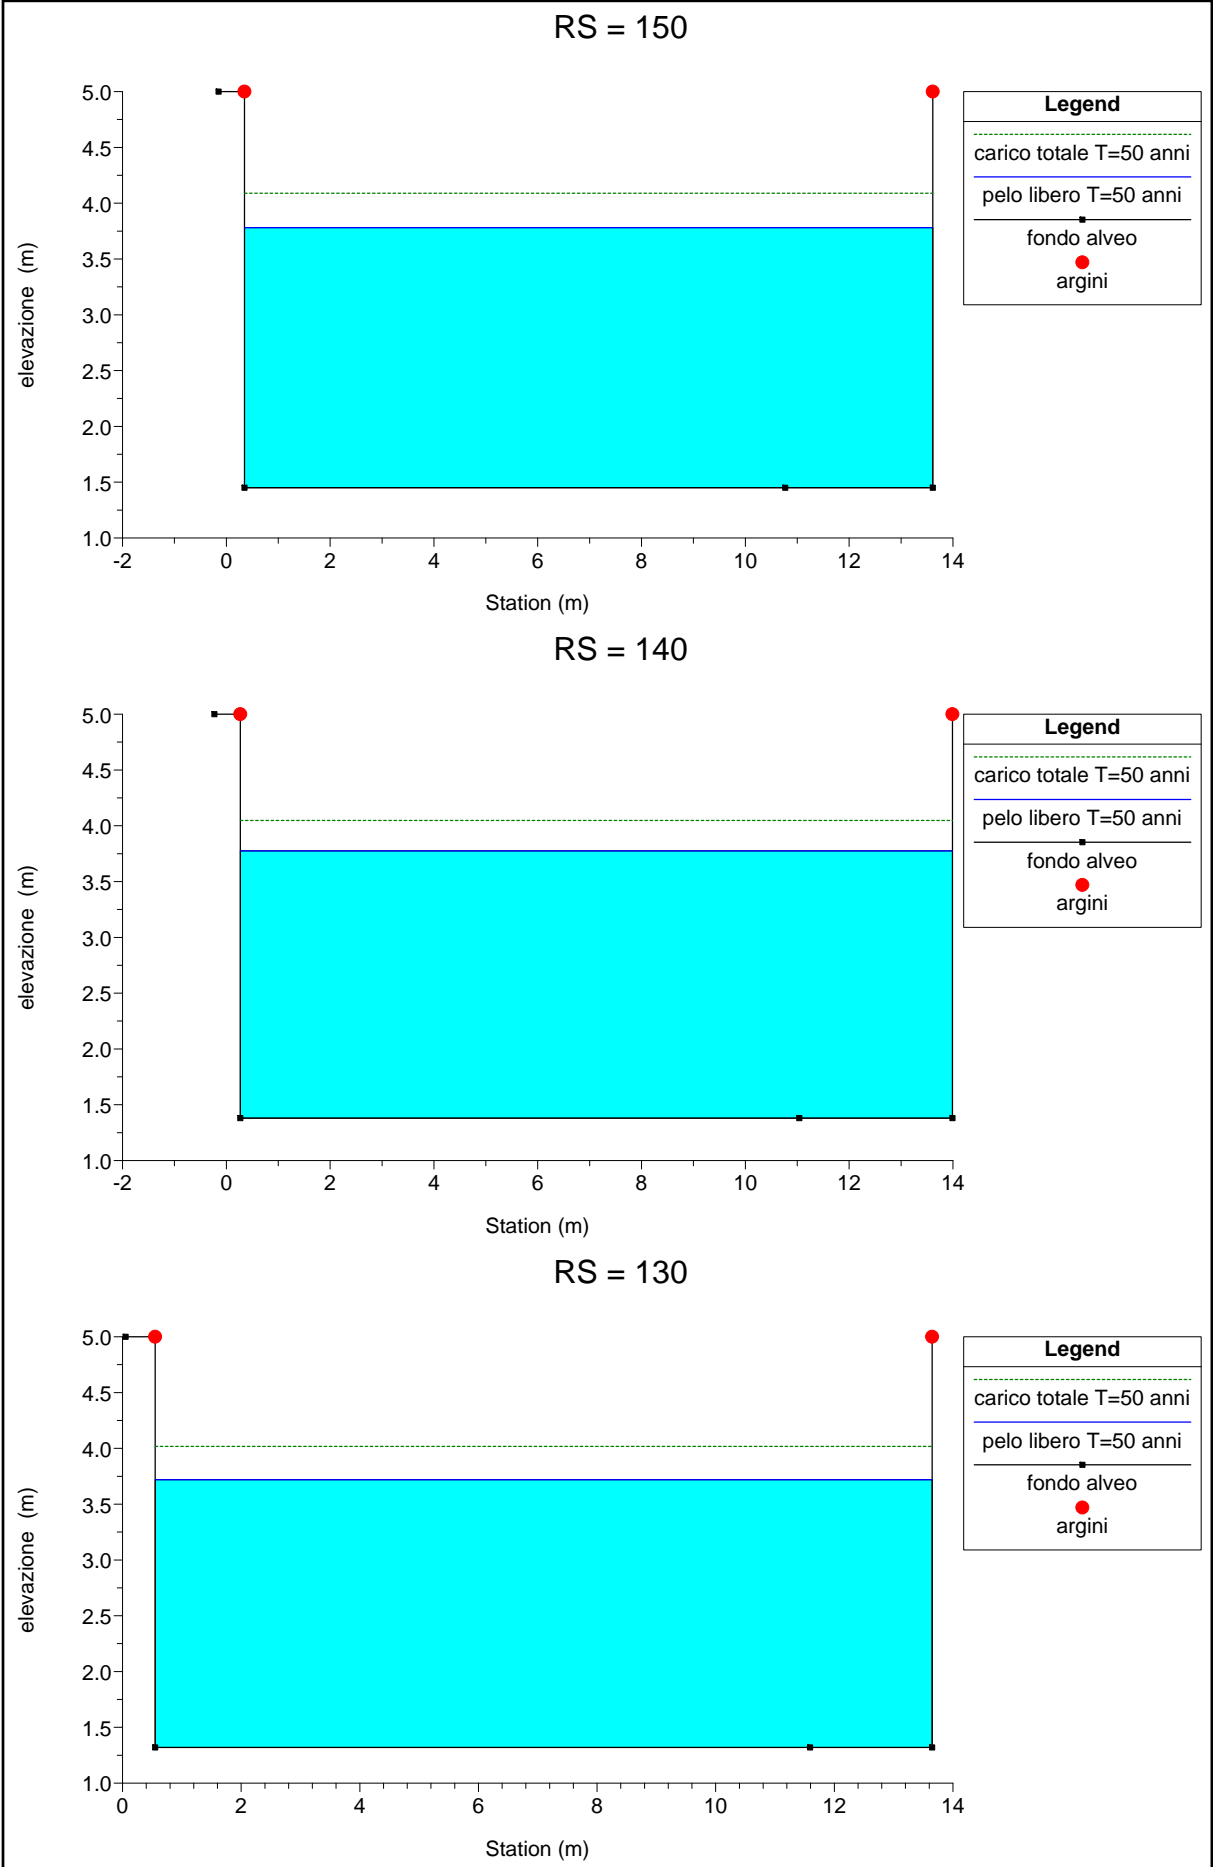 RS = 150
5.0
4.5
4.0
3.5
3.0
2.5
2.0
1.5
1.0
elevazione (m)
-2 0 2 4 6 8 10 12 14
Station (m)
Legend
carico totale T=50 anni
pelo libero T=50 anni
fondo alveo
argini
RS = 140
5.0
4.5
4.0
3.5
3.0
2.5
2.0
1.5
1.0
elevazione (m)
-2 0 2 4 6 8 10 12 14
Station (m)
Legend
carico totale T=50 anni
pelo libero T=50 anni
fondo alveo
argini
RS = 130
5.0
4.5
4.0
3.5
3.0
2.5
2.0
1.5
1.0
elevazione (m)
0 2 4 6 8 10 12 14
Station (m)
Legend
carico totale T=50 anni
pelo libero T=50 anni
fondo alveo
argini